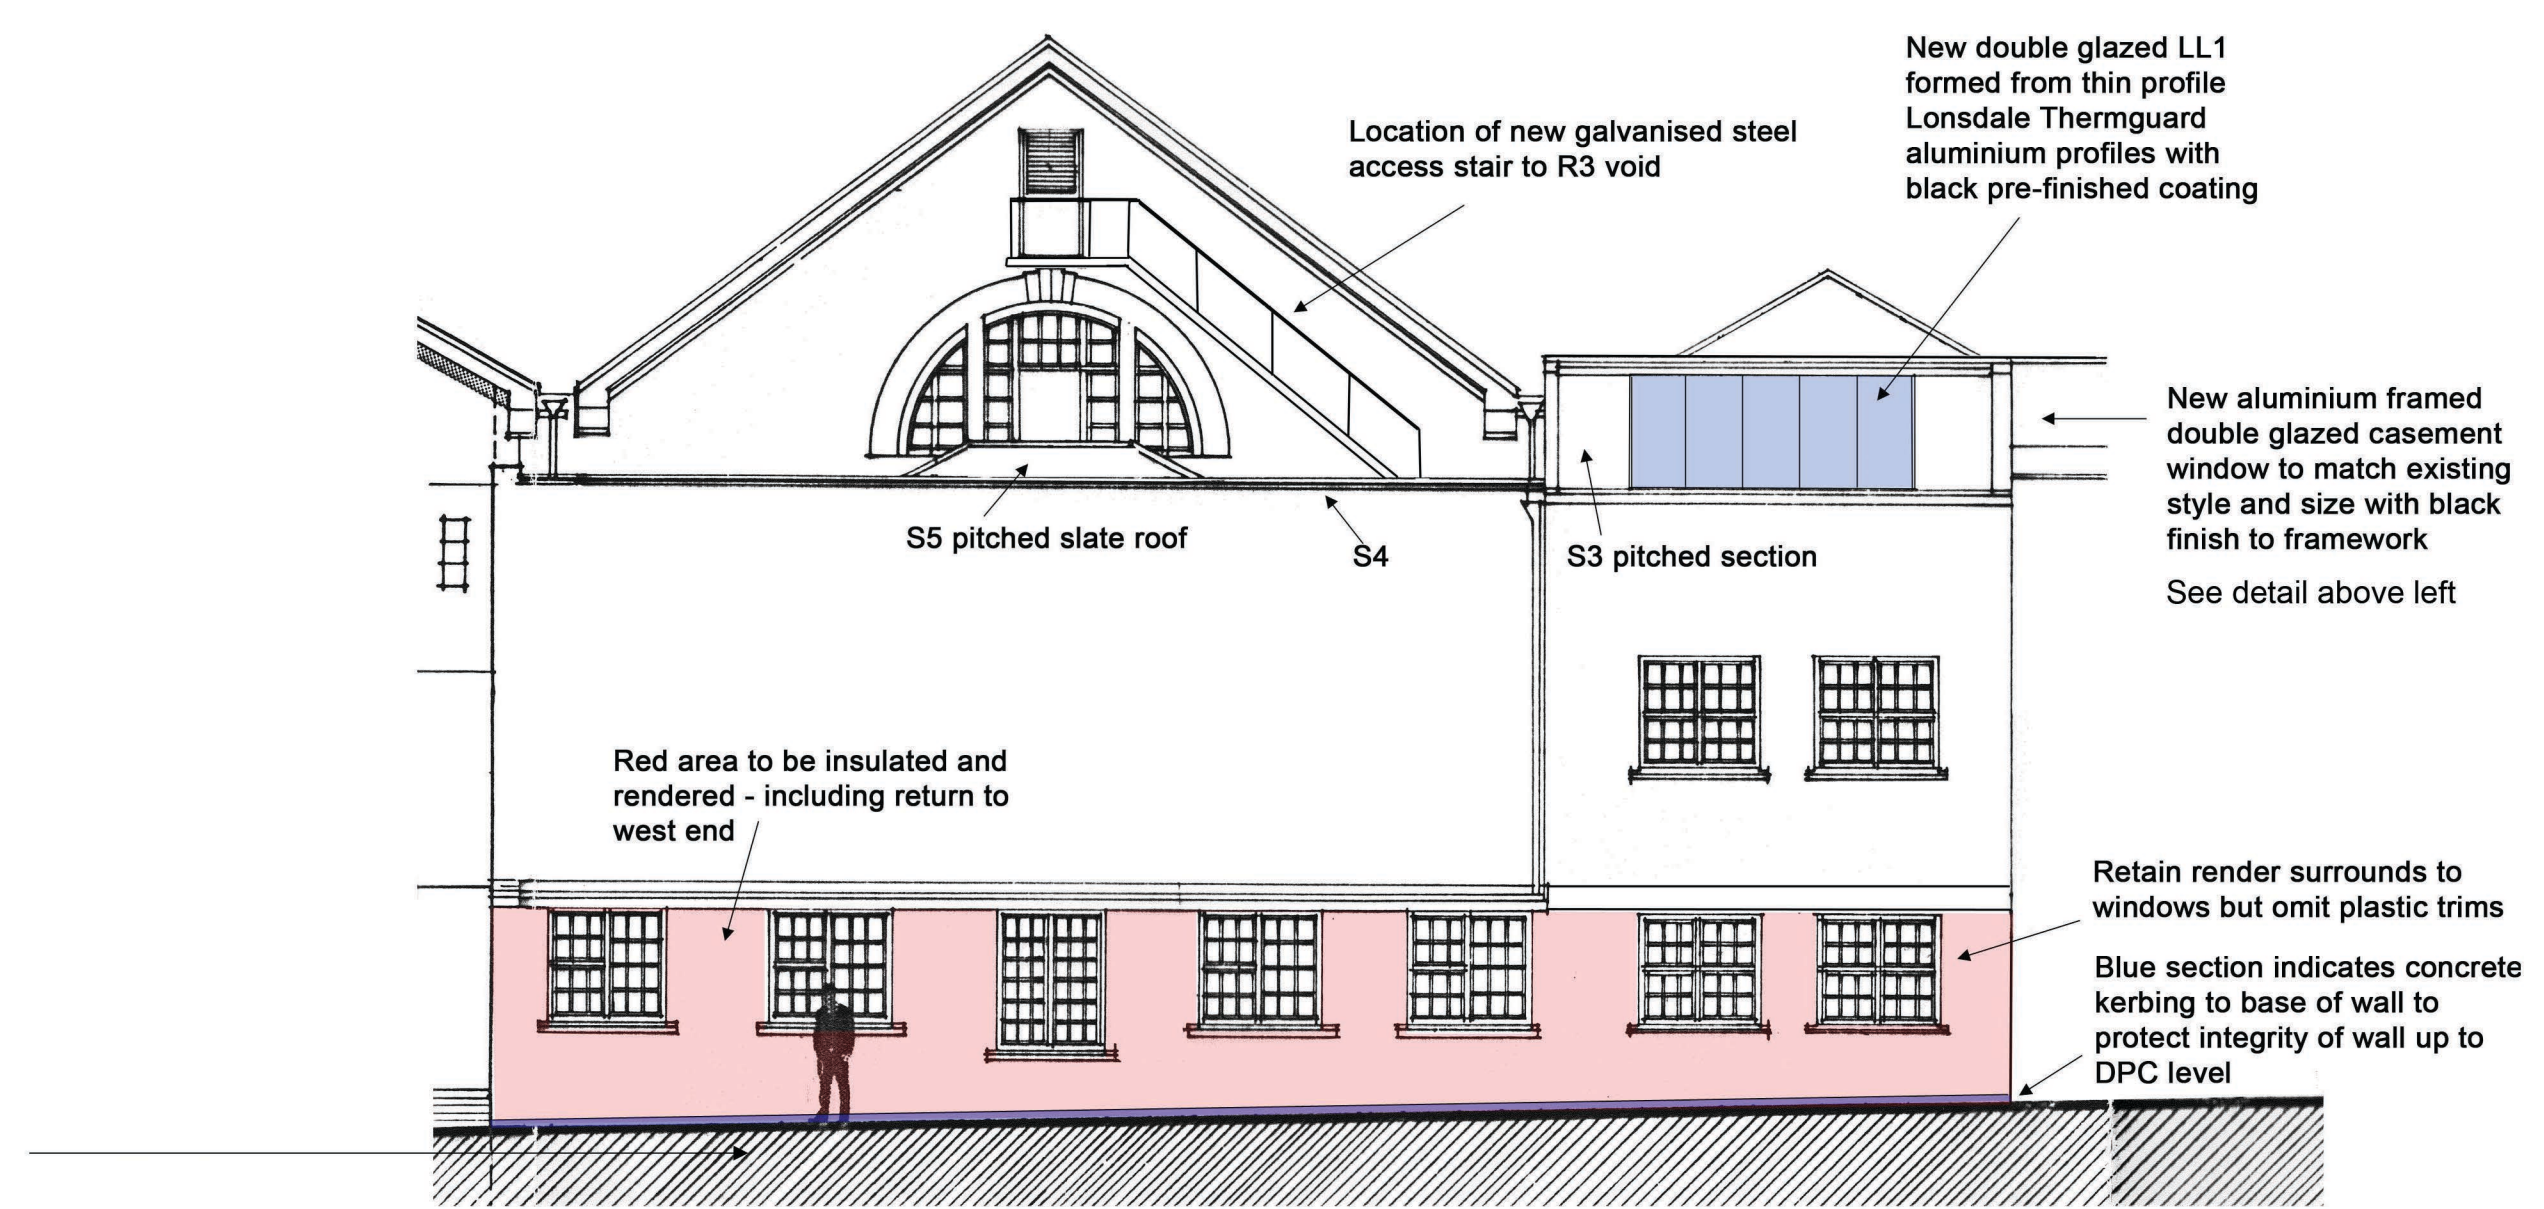 New double glazed LL1
formed from thin profile
Lonsdale Thermguard
aluminium profiles with
black pre-finished coating
Location of new galvanised steel
access stair to R3 void
New aluminium framed
double glazed casement
window to match existing
style and size with black
finish to framework
See detail above left
S5 pitched slate roof
S4
S3 pitched section
Red area to be insulated and
rendered - including return to
west end
Retain render surrounds to
windows but omit plastic trims
Blue section indicates concrete
kerbing to base of wall to
protect integrity of wall up to
DPC level